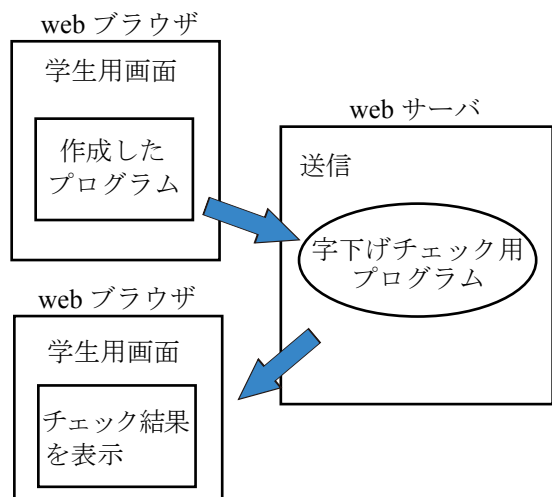 web ブラウザ
学生用画面
作成した
プログラム
web サーバ
送信
字下げチェック用
プログラム
web ブラウザ
学生用画面
チェック結果
を表示